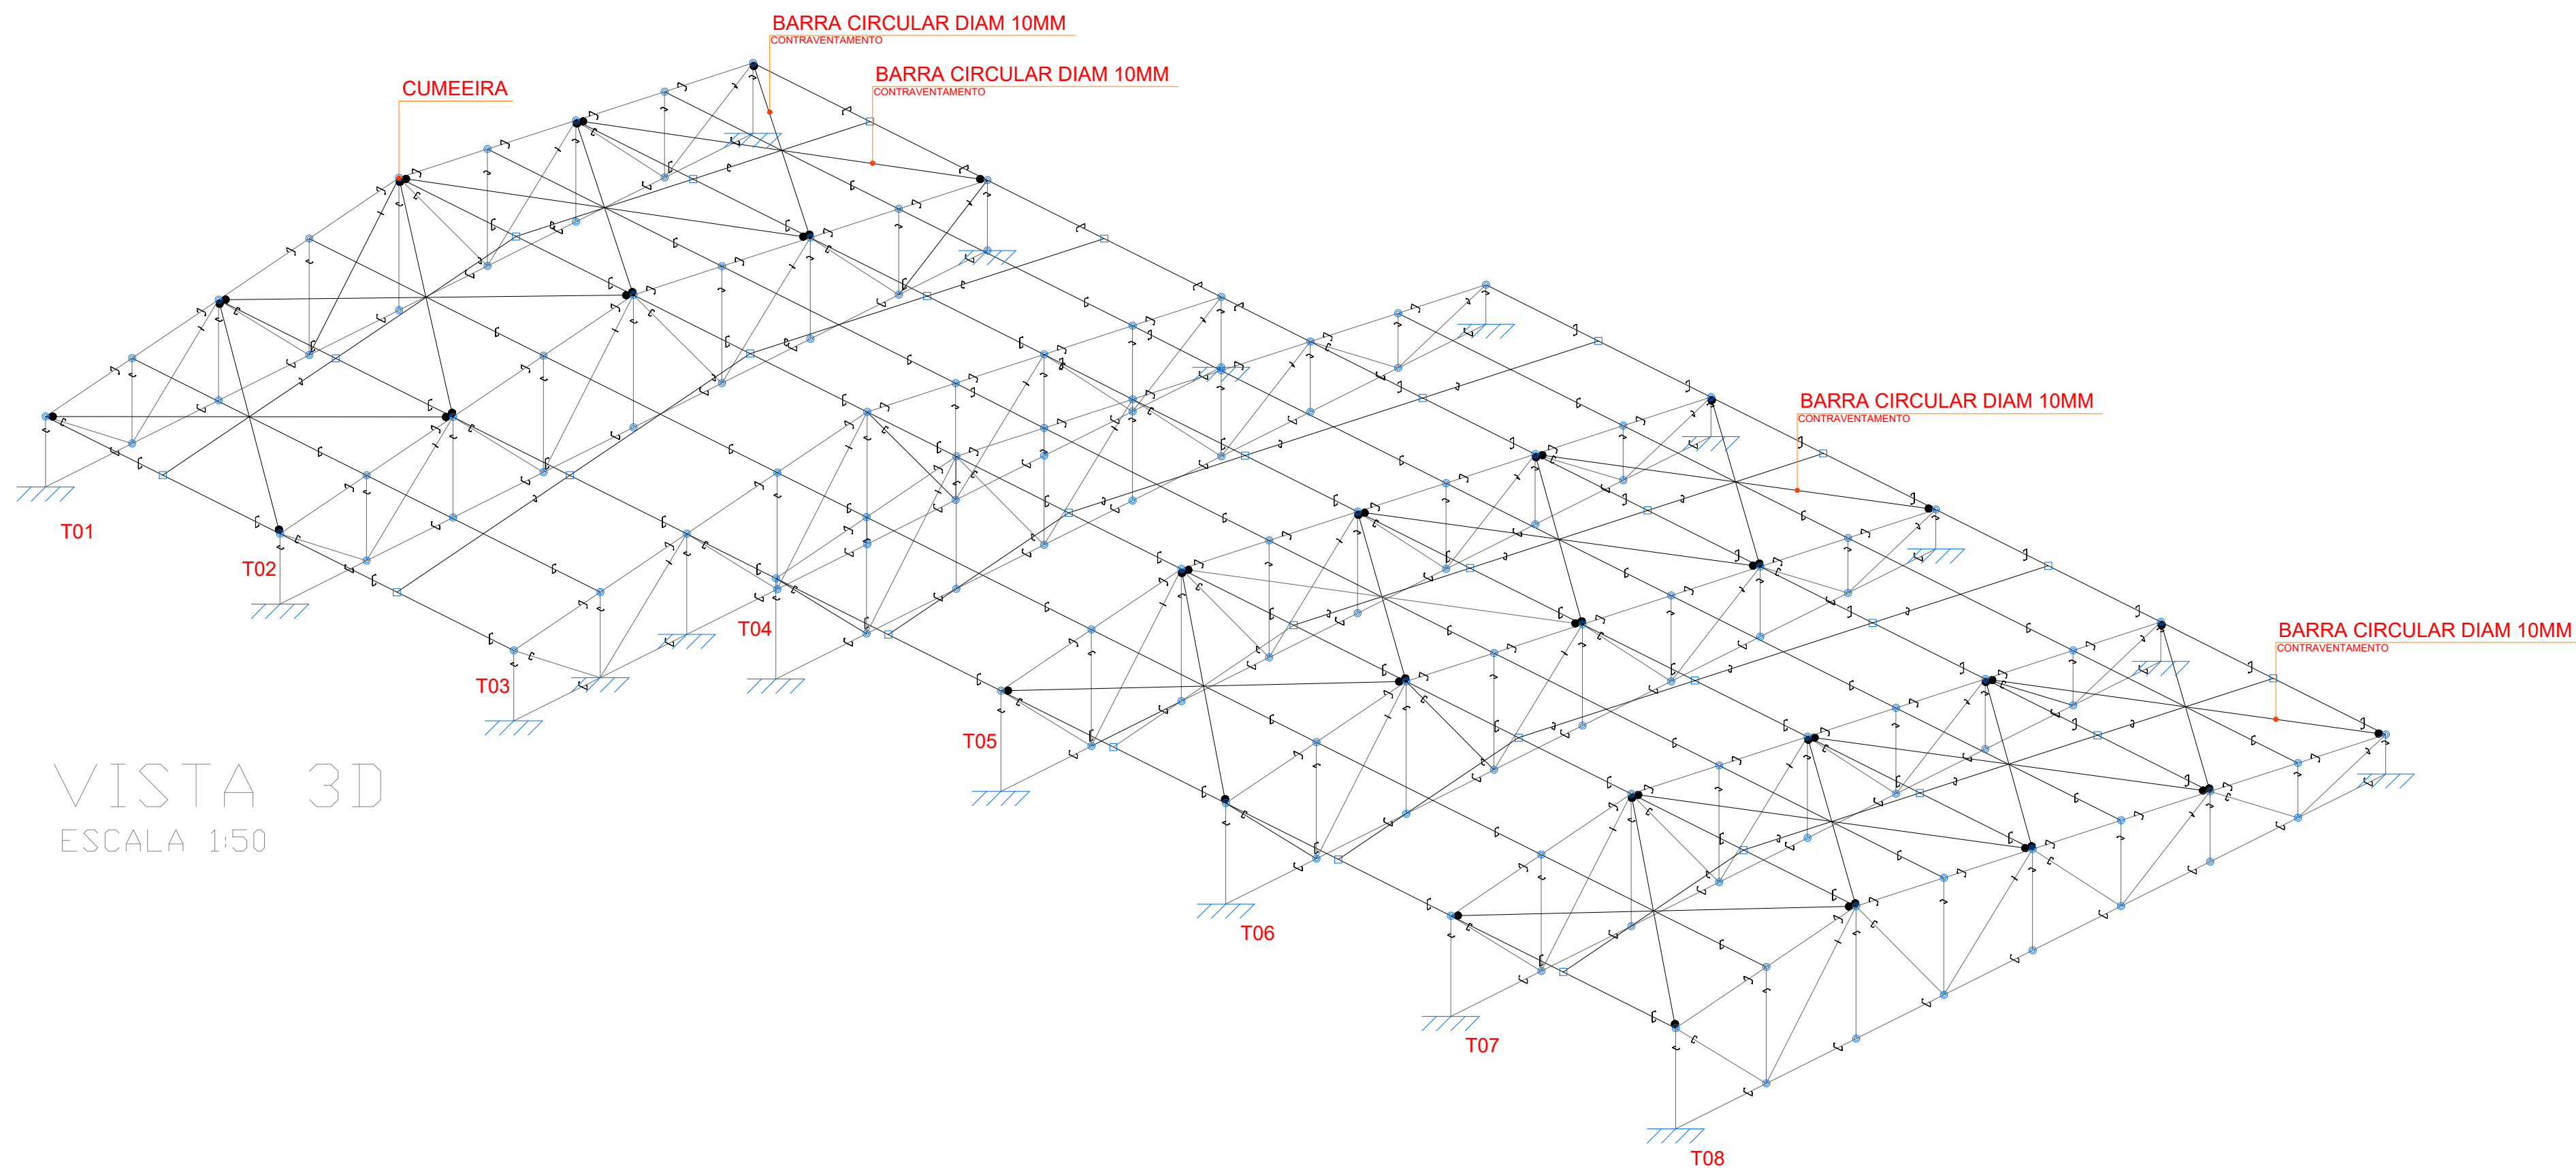 BARRA CIRCULAR DIAM 10MM
CONTRAVENTAMENTO
BARRA CIRCULAR DIAM 10MM
CONTRAVENTAMENTO
CUMEEIRA
BARRA CIRCULAR DIAM 10MM
CONTRAVENTAMENTO
T01
T02
T04
BARRA CIRCULAR DIAM 10MM
CONTRAVENTAMENTO
T03
T05
VISTA 3D
ESCALA 1:50
T06
T07
T08